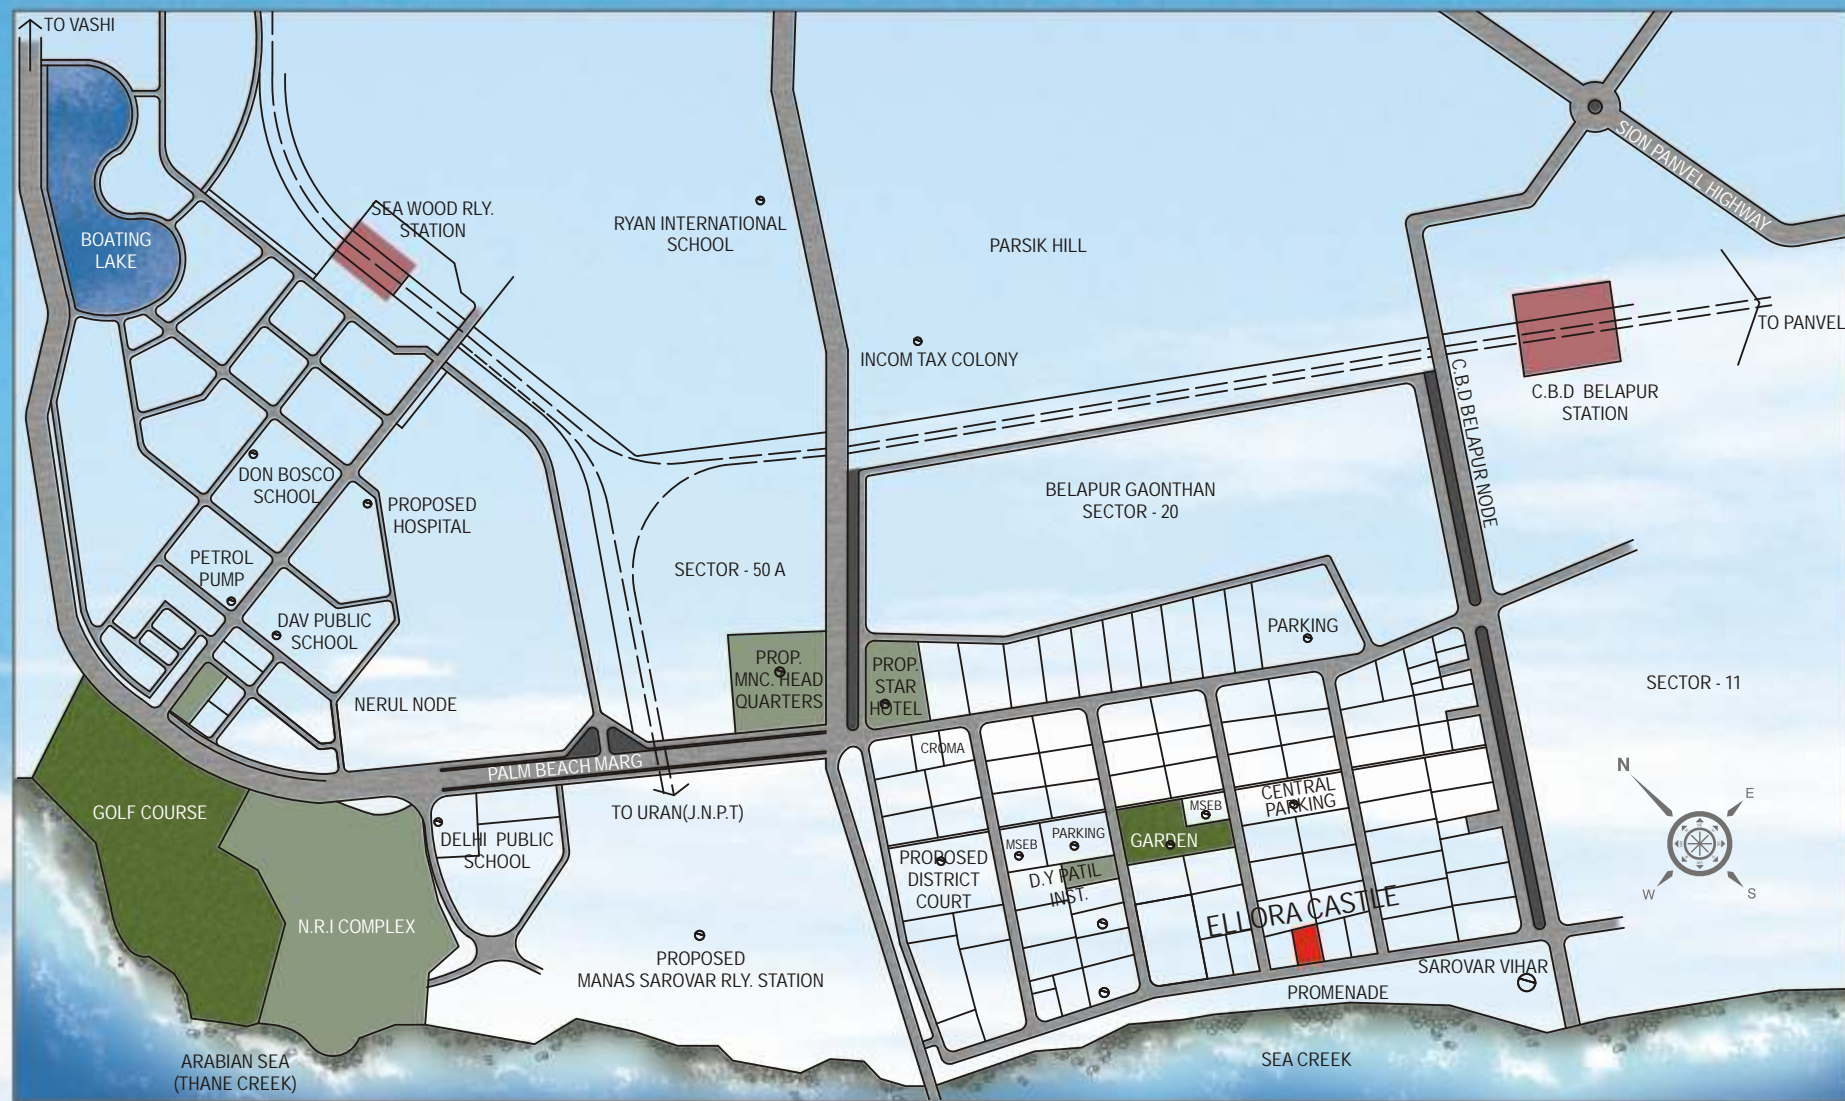 TO VASHI
SION PANVEL HIGHWAY
SEA WOOD RLY.
STATION
RYAN INTERNATIONAL
SCHOOL
BOATING
LAKE
PARSIK HILL
TO PANVEL
INCOM TAX COLONY
C.B.D BELAPUR NODE
C.B.D BELAPUR
STATION
DON BOSCO
SCHOOL
PROPOSED
HOSPITAL
BELAPUR GAONTHAN
SECTOR - 20
PETROL
PUMP
SECTOR - 50 A
DAV PUBLIC
SCHOOL
PARKING
PROP.
MNC. HEAD
QUARTERS
PROP.
STAR
HOTEL
SECTOR - 11
NERUL NODE
CROMA
PALM BEACH MARG
N
E
W
S
GOLF COURSE
TO URAN(J.N.P.T)
CENTRAL
PARKING
MSEB
GARDEN
DELHI PUBLIC
SCHOOL
MSEB
PARKING
PROPOSED
DISTRICT
COURT
D.Y PATIL
INST.
ELLORA CASTLE
N.R.I COMPLEX
PROPOSED
MANAS SAROVAR RLY. STATION
SAROVAR VIHAR
PROMENADE
ARABIAN SEA
(THANE CREEK)
SEA CREEK